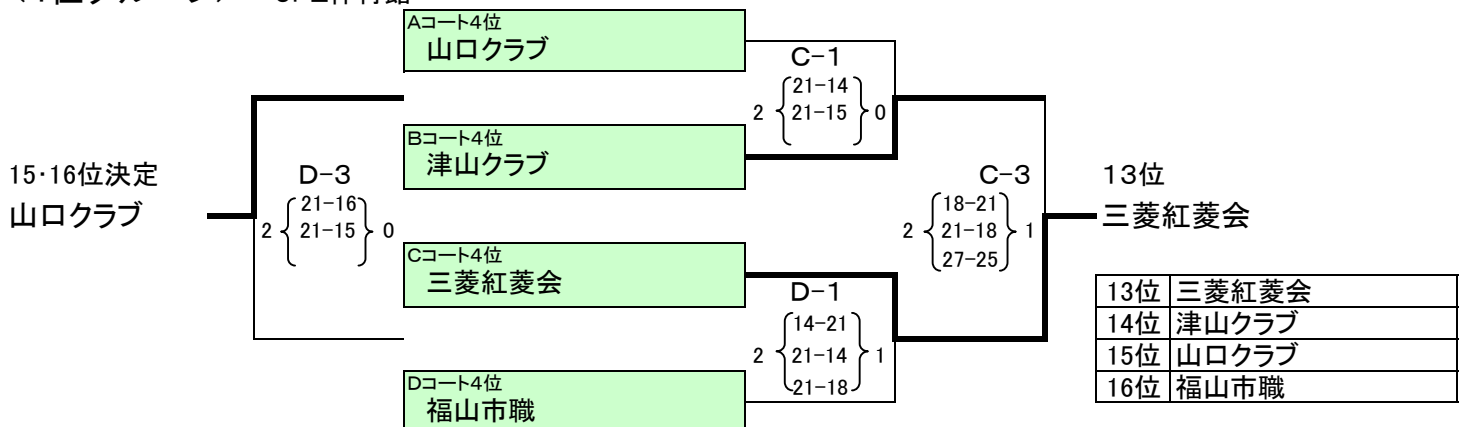 Aコート4位
山口クラブ
C-1
21-14
2 21-15 0
Bコート4位
津山クラブ
15・16位決定
山口クラブ
D-3
21-16
2 21-15 0
C-3
18-21
2 21-18 1
27-25
13位
三菱紅菱会
Cコート4位
三菱紅菱会
D-1
14-21
2 21-14 1
21-18
Dコート4位
福山市職
13位 三菱紅菱会
14位 津山クラブ
15位 山口クラブ
16位 福山市職